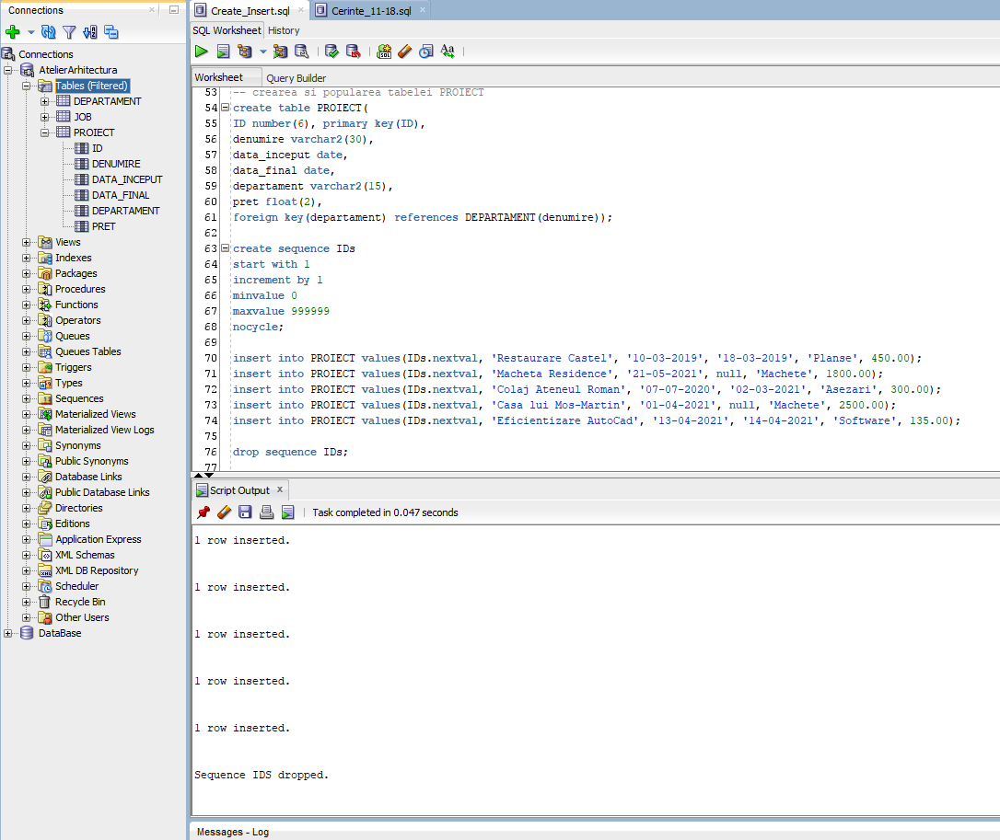 Connections
Connections
AtelierArhitectura
Tables (Filtered)
DEPARTAMENT
JOB
PROIECT
ID
DENUMIRE
DATA_INCEPUT
DATA_FINAL
DEPARTAMENT
PRET
Views
Indexes
Packages
Procedures
Functions
Operators
Queues
Queues Tables
Triggers
Types
Sequences
Materialized Views
Materialized View Logs
Synonyms
Public Synonyms
Database Links
Public Database Links
Directories
Editions
Application Express
XML Schemas
XML DB Repository
Scheduler
Recycle Bin
Other Users
DataBase
Create_Insert.sql
Cerinte_11-18.sql
SQL Worksheet History
Worksheet Query Builder
53 -- crearea si popularea tabelei PROIECT
54 create table PROIECT(
55 ID number(6), primary key(ID),
56 denumire varchar2(30),
57 data_inceput date,
58 data_final date,
59 departament varchar2(15),
60 pret float(2),
61 foreign key(departament) references DEPARTAMENT(denumire));
62
63 create sequence IDs
64 start with 1
65 increment by 1
66 minvalue 0
67 maxvalue 999999
68 nocycle;
69
70 insert into PROIECT values(IDs.nextval, 'Restaurare Castel', '10-03-2019', '18-03-2019', 'Planse', 450.00);
71 insert into PROIECT values(IDs.nextval, 'Macheta Residence', '21-05-2021', null, 'Machete', 1800.00);
72 insert into PROIECT values(IDs.nextval, 'Colaj Ateneul Roman', '07-07-2020', '02-03-2021', 'Asezari', 300.00);
73 insert into PROIECT values(IDs.nextval, 'Casa lui Mos-Martin', '01-04-2021', null, 'Machete', 2500.00);
74 insert into PROIECT values(IDs.nextval, 'Eficientizare AutoCad', '13-04-2021', '14-04-2021', 'Software', 135.00);
75
76 drop sequence IDs;
77
Script Output
Task completed in 0.047 seconds
1 row inserted.
1 row inserted.
1 row inserted.
1 row inserted.
1 row inserted.
Sequence IDS dropped.
Messages - Log